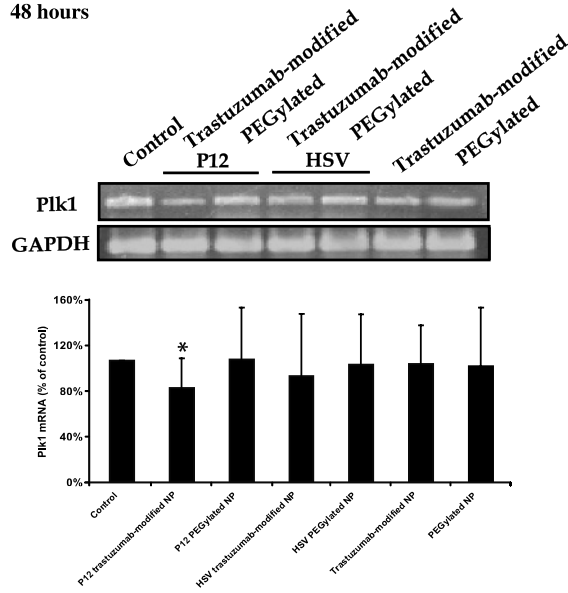 48 hours
Control
Trastuzumab-modified
PEGylated
Trastuzumab-modified
PEGylated
Trastuzumab-modified
PEGylated
P12
HSV
Plk1
GAPDH
Plk1 mRNA (% of control)
160%
120%
80%
40%
0%
*
Control
P12 trastuzumab-modified NP
P12 PEGylated NP
HSV trastuzumab-modified NP
HSV PEGylated NP
Trastuzumab-modified NP
PEGylated NP